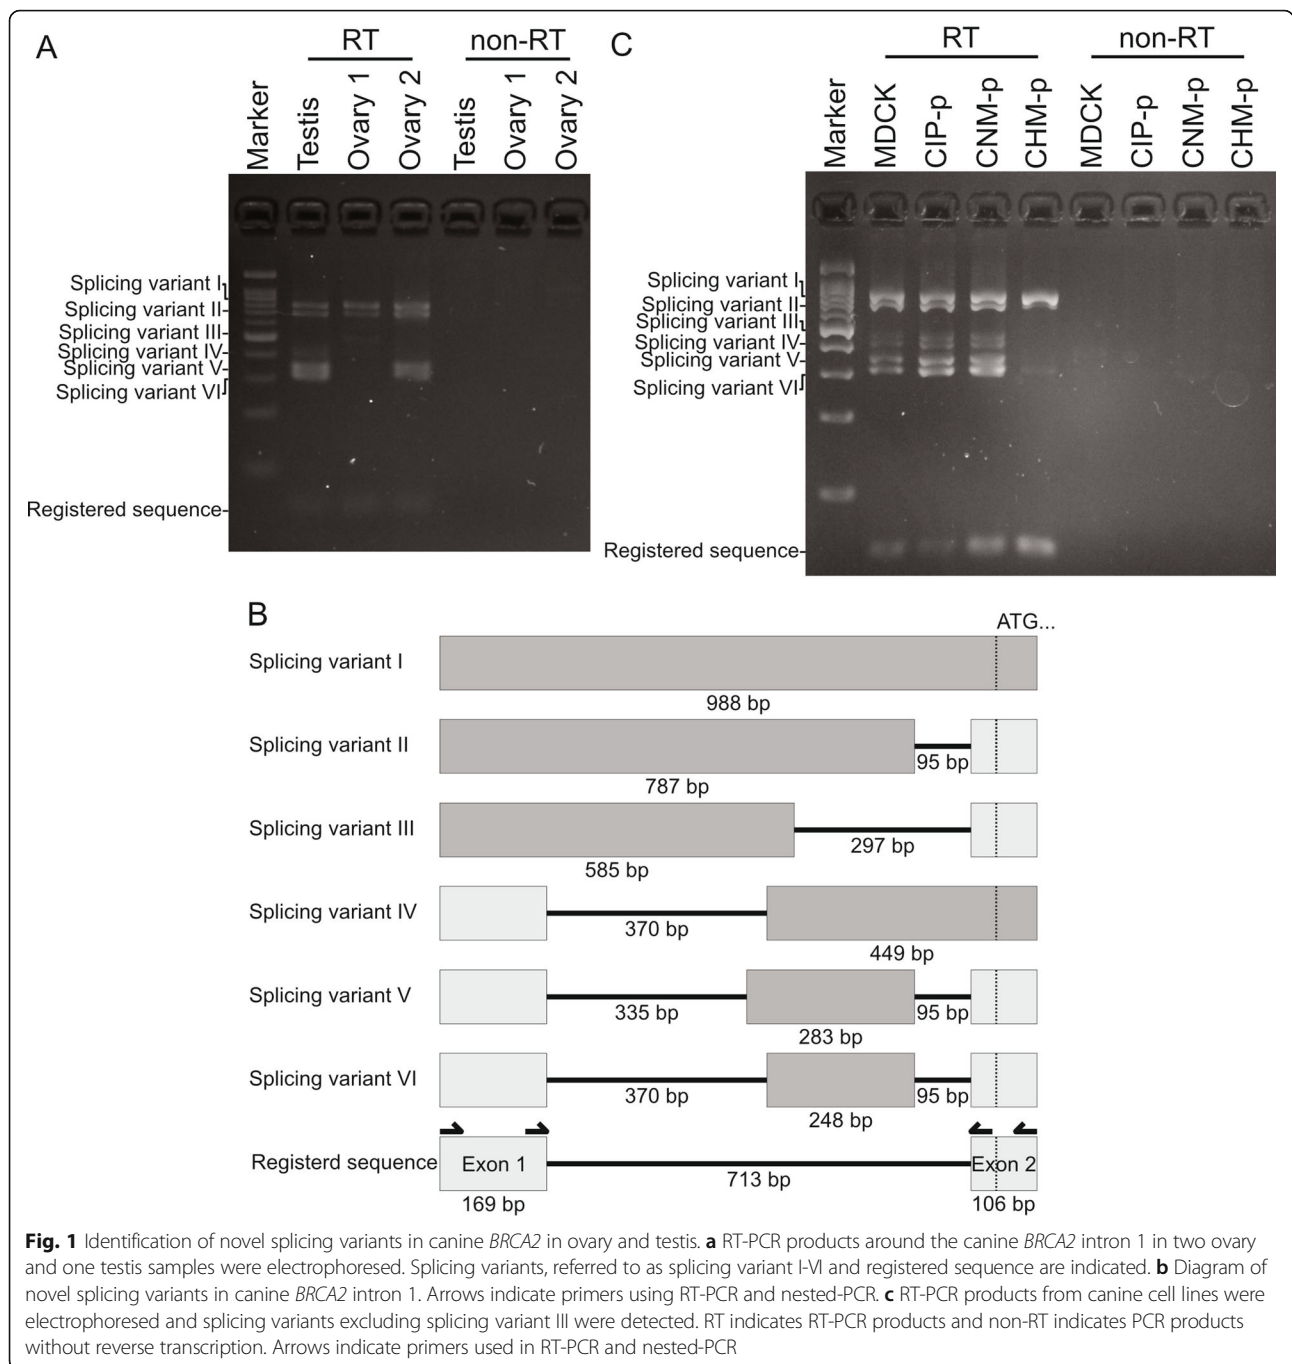 A
RT
non-RT
Marker
Testis
Ovary 1
Ovary 2
Testis
Ovary 1
Ovary 2
Splicing variant I
Splicing variant II
Splicing variant III
Splicing variant IV
Splicing variant V
Splicing variant VI
Registered sequence
C
RT
non-RT
Marker
MDCK
CIP-p
CNM-p
CHM-p
MDCK
CIP-p
CNM-p
CHM-p
Splicing variant I
Splicing variant II
Splicing variant III
Splicing variant IV
Splicing variant V
Splicing variant VI
Registered sequence
B
ATG...
Splicing variant I
988 bp
Splicing variant II
95 bp
787 bp
Splicing variant III
297 bp
585 bp
Splicing variant IV
370 bp
449 bp
Splicing variant V
335 bp
95 bp
283 bp
Splicing variant VI
370 bp
95 bp
248 bp
Registerd sequence
Exon 1
Exon 2
713 bp
169 bp
106 bp
Fig. 1 Identification of novel splicing variants in canine BRCA2 in ovary and testis. a RT-PCR products around the canine BRCA2 intron 1 in two ovary
and one testis samples were electrophoresed. Splicing variants, referred to as splicing variant I-VI and registered sequence are indicated. b Diagram of
novel splicing variants in canine BRCA2 intron 1. Arrows indicate primers using RT-PCR and nested-PCR. c RT-PCR products from canine cell lines were
electrophoresed and splicing variants excluding splicing variant III were detected. RT indicates RT-PCR products and non-RT indicates PCR products
without reverse transcription. Arrows indicate primers used in RT-PCR and nested-PCR